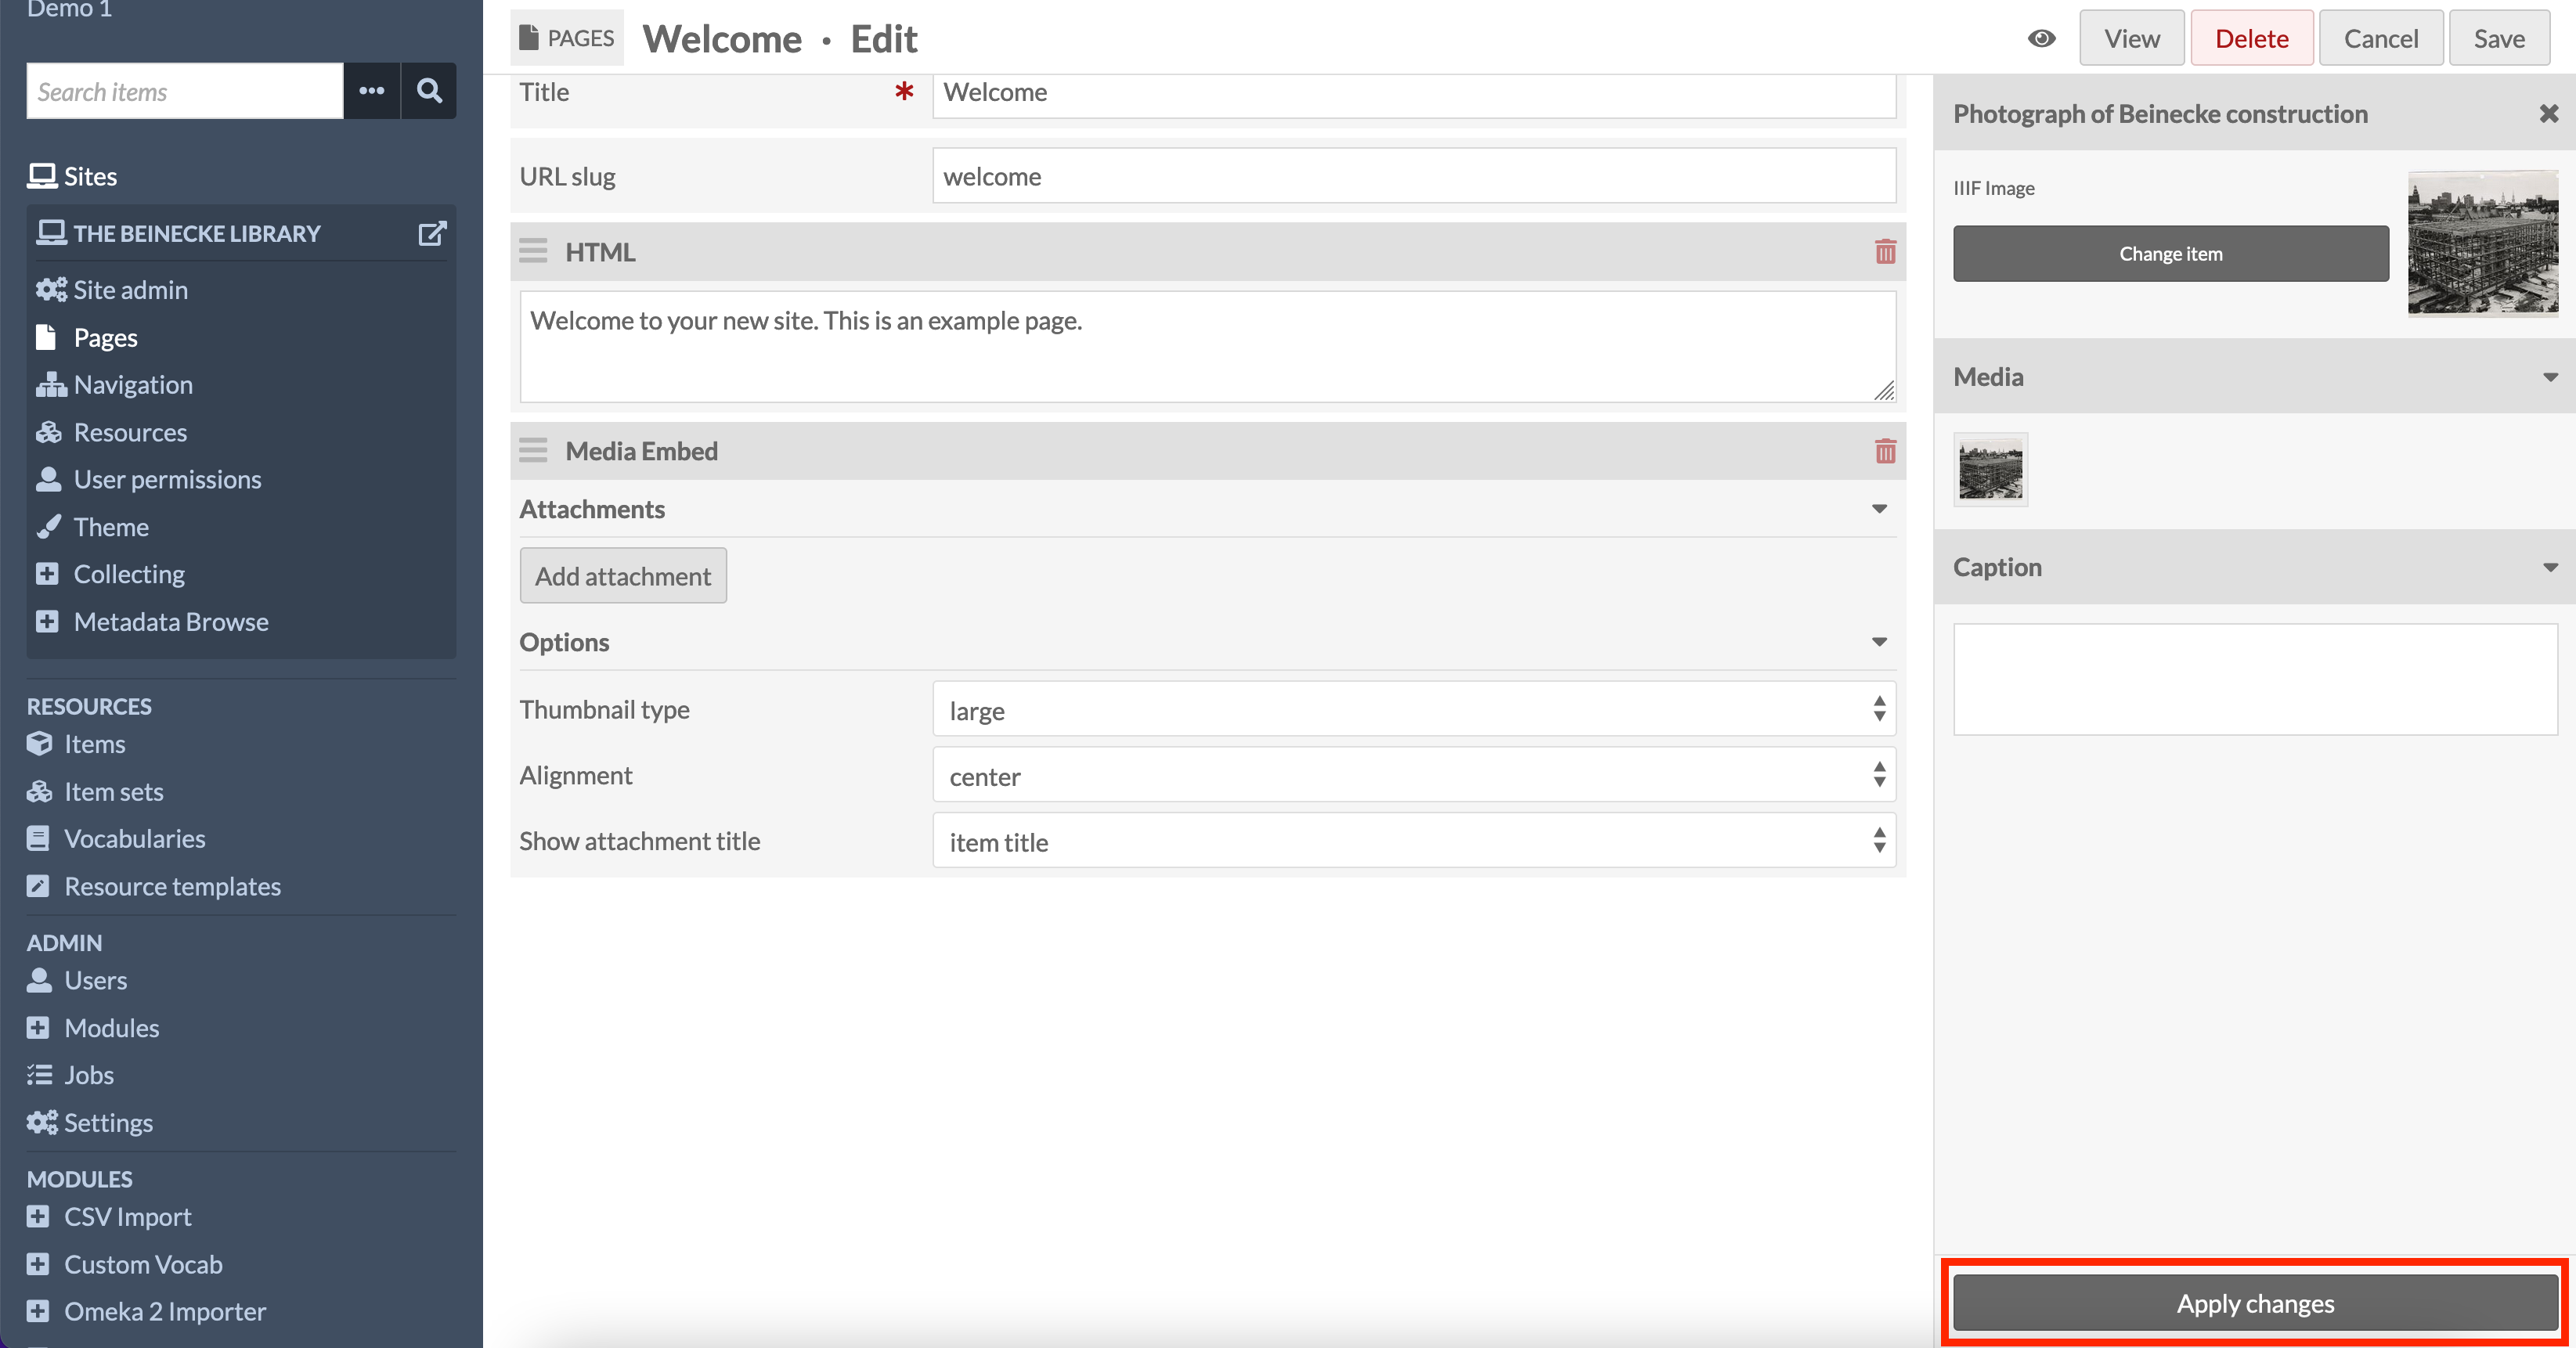 Demo 1
Search items
Sites
THE BEINECKE LIBRARY
Site admin
Pages
Navigation
Resources
User permissions
Theme
Collecting
Metadata Browse
RESOURCES
Items
Item sets
Vocabularies
Resource templates
ADMIN
Users
Modules
Jobs
Settings
MODULES
CSV Import
Custom Vocab
Omeka 2 Importer
PAGES Welcome · Edit
View Delete Cancel Save
Title * Welcome
URL slug welcome
HTML
Welcome to your new site. This is an example page.
Media Embed
Attachments
Add attachment
Options
Thumbnail type large
Alignment center
Show attachment title item title
Photograph of Beinecke construction
IIIF Image
Change item
Media
Caption
Apply changes